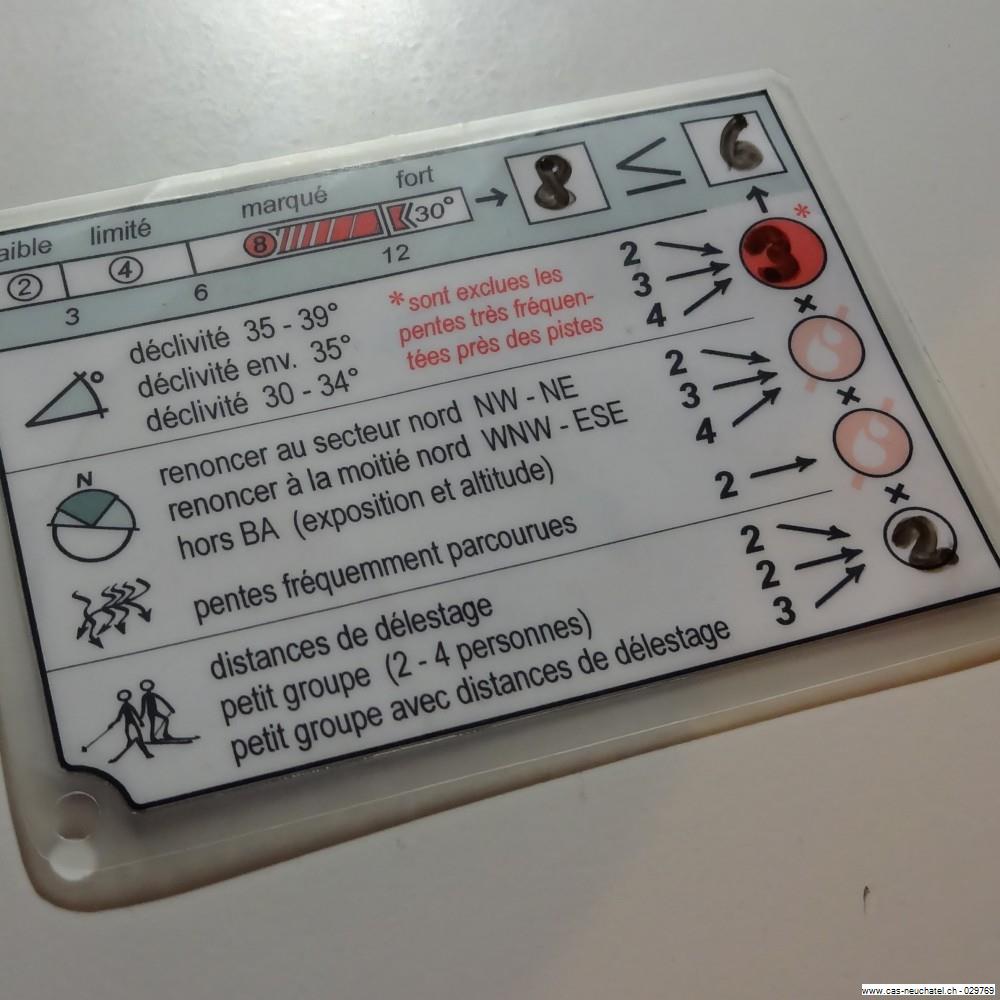 aible limité marqué fort
② ④ ⑧ 30° → 8 ≤ 6
3 6 12
déclivité 35 - 39° 2
déclivité env. 35° 3
déclivité 30 - 34° 4
* sont exclues les
pentes très fréquen-
tées près des pistes
* 3
×
×
×
2
N
renoncer au secteur nord NW - NE 2
renoncer à la moitié nord WNW - ESE 3
hors BA (exposition et altitude) 4
pentes fréquemment parcourues 2
distances de délestage 2
petit groupe (2 - 4 personnes) 2
petit groupe avec distances de délestage 3
www.cas-neuchatel.ch - 029769